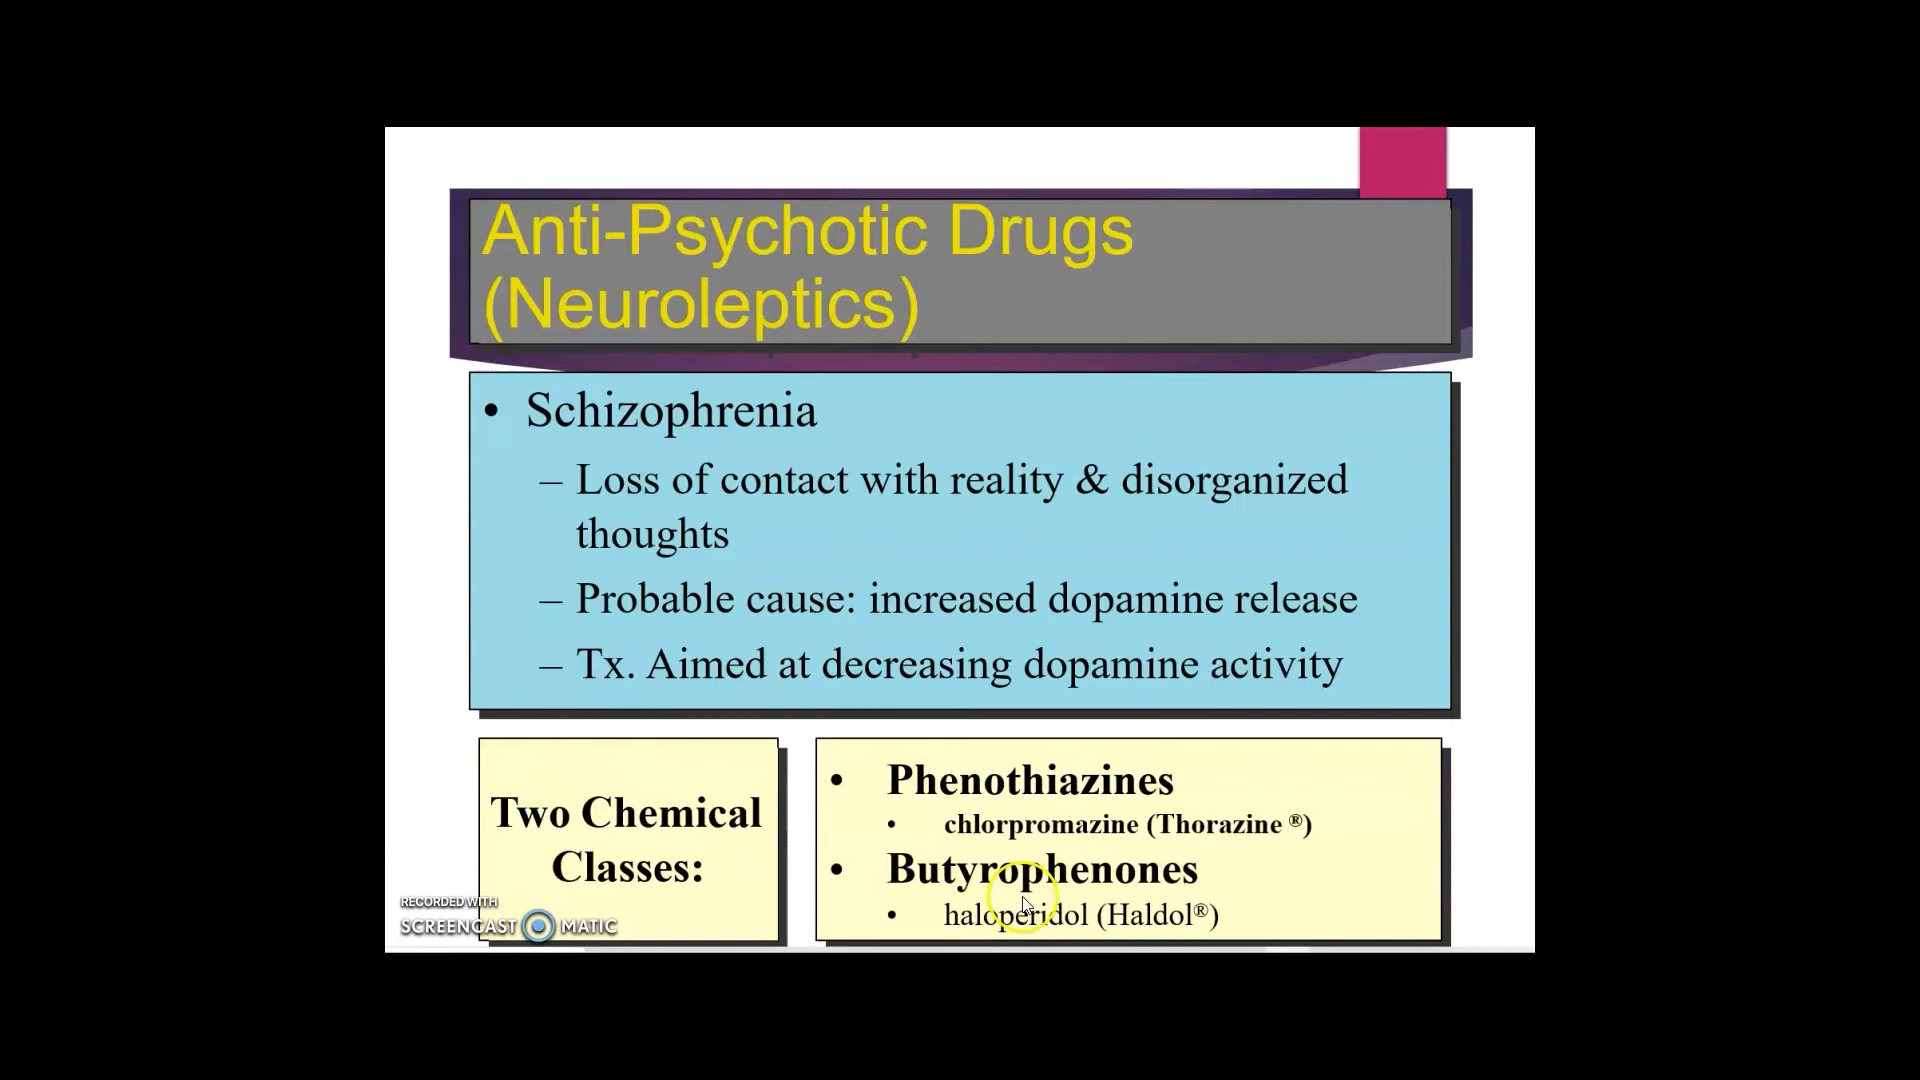 Anti-Psychotic Drugs
(Neuroleptics)
• Schizophrenia
– Loss of contact with reality & disorganized
thoughts
– Probable cause: increased dopamine release
– Tx. Aimed at decreasing dopamine activity
Two Chemical
Classes:
• Phenothiazines
• chlorpromazine (Thorazine ®)
• Butyrophenones
• haloperidol (Haldol®)
RECORDED WITH
SCREENCAST MATIC